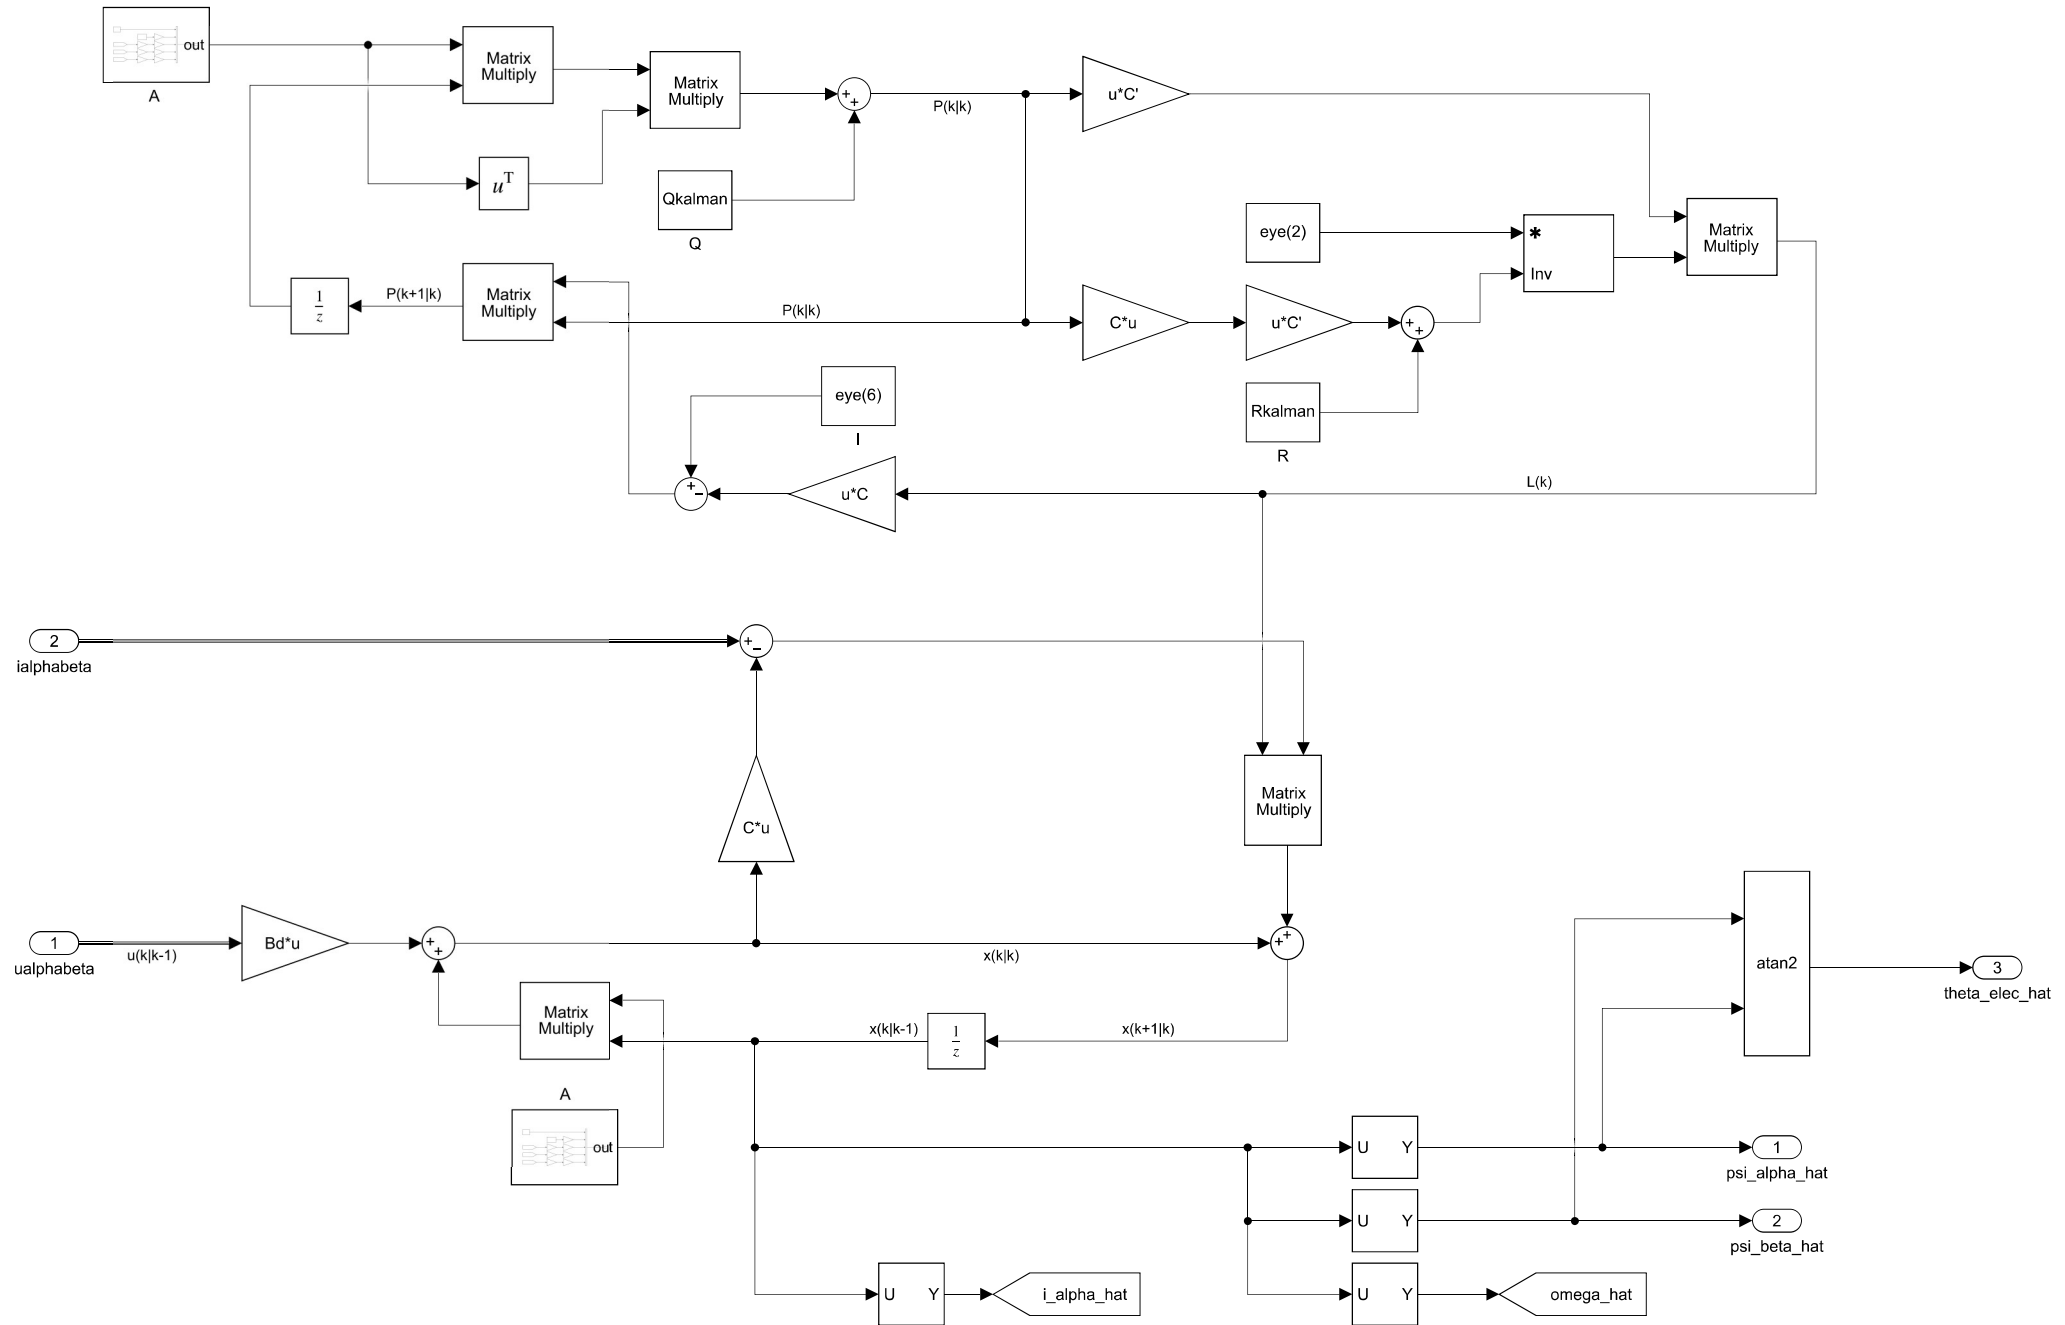 out
A
Matrix
Multiply
Matrix
Multiply
+
+
P(k|k)
u*C'
uT
Qkalman
Q
eye(2)
*
Inv
Matrix
Multiply
1
z
P(k+1|k)
Matrix
Multiply
P(k|k)
C*u
u*C'
+
+
eye(6)
I
Rkalman
R
+
−
u*C
L(k)
2
ialphabeta
+
−
Matrix
Multiply
C*u
1
ualphabeta
u(k|k-1)
Bd*u
+
+
x(k|k)
+
+
atan2
3
theta_elec_hat
Matrix
Multiply
x(k|k-1)
1
z
x(k+1|k)
A
out
U Y
1
psi_alpha_hat
U Y
2
psi_beta_hat
U Y
i_alpha_hat
U Y
omega_hat